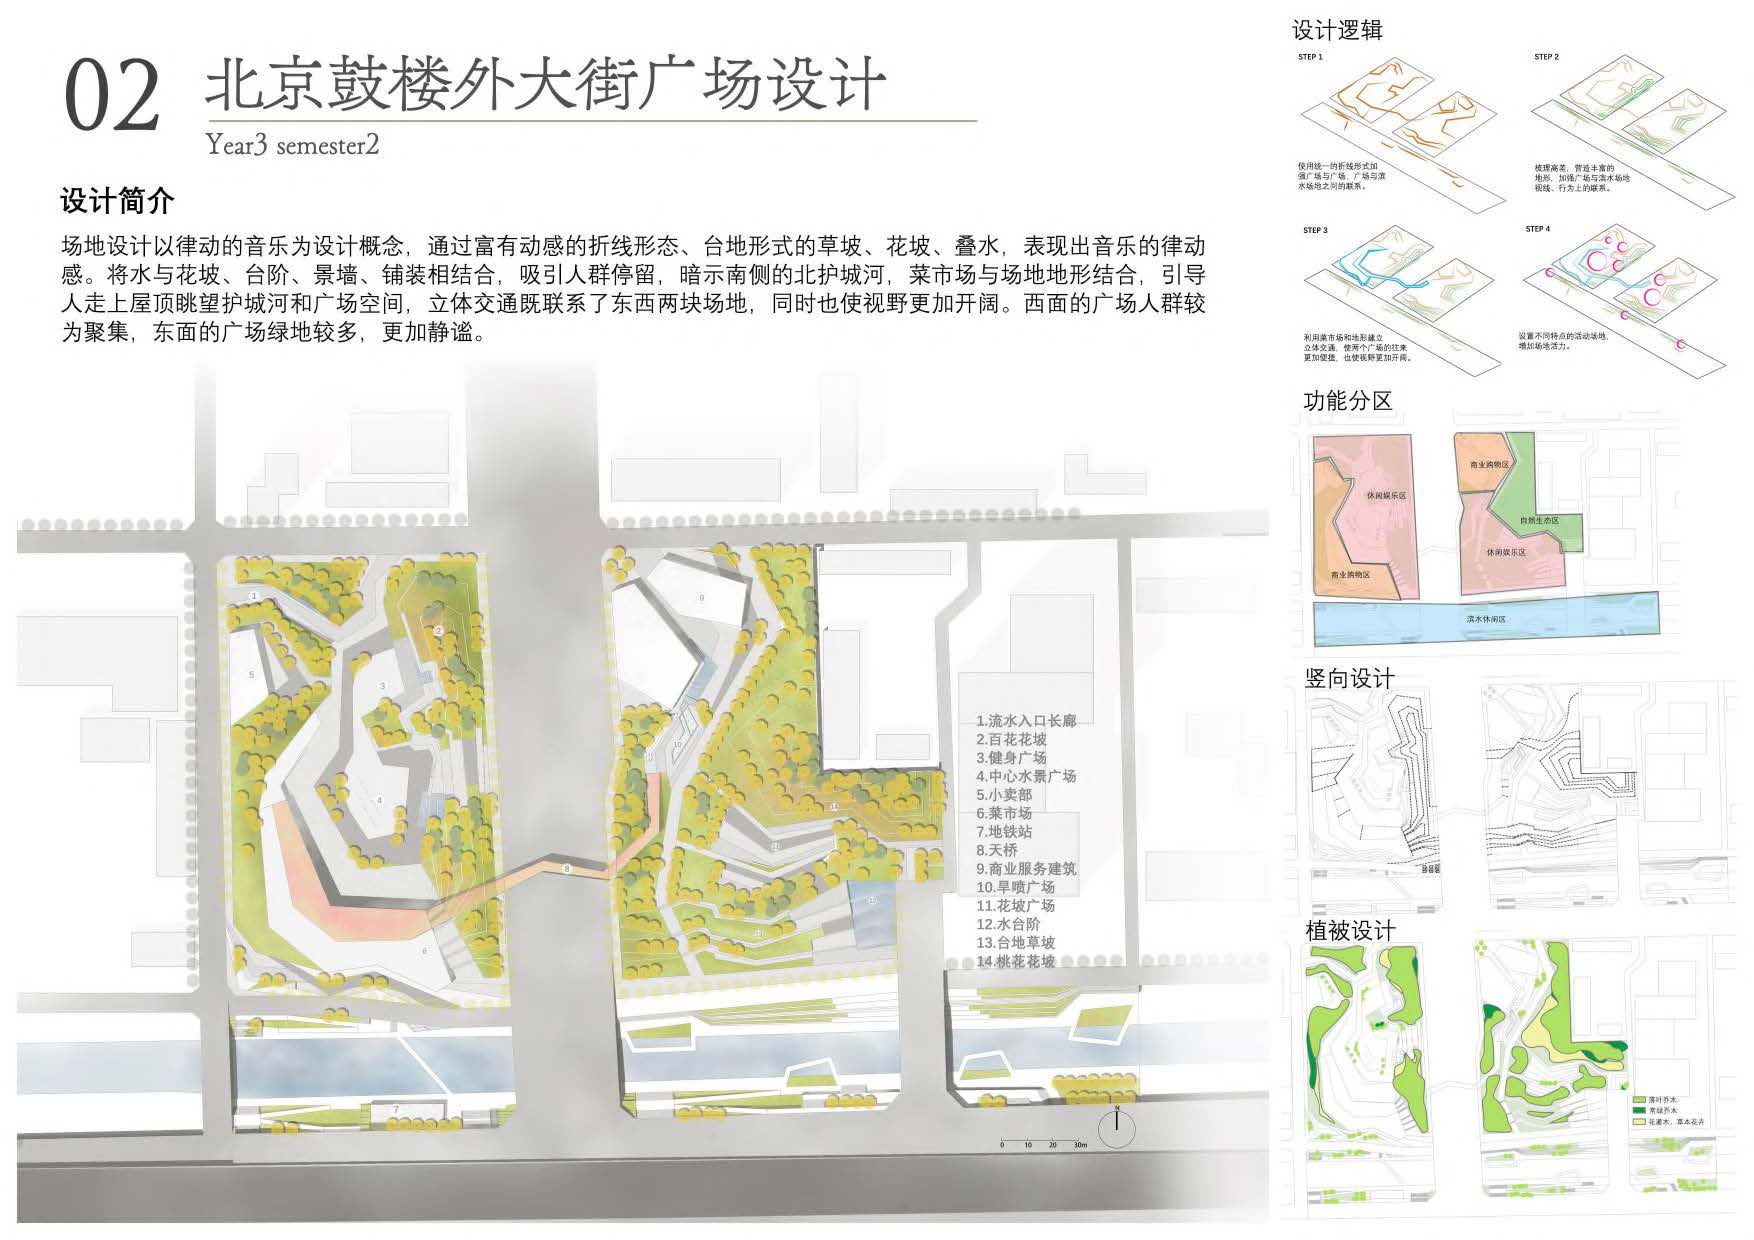 02 北京鼓楼外大街广场设计
Year3 semester2
设计简介
场地设计以律动的音乐为设计概念，通过富有动感的折线形态、台地形式的草坡、花坡、叠水，表现出音乐的律动
感。将水与花坡、台阶、景墙、铺装相结合，吸引人群停留，暗示南侧的北护城河，菜市场与场地地形结合，引导
人走上屋顶眺望护城河和广场空间，立体交通既联系了东西两块场地，同时也使视野更加开阔。西面的广场人群较
为聚集，东面的广场绿地较多，更加静谧。
1
2
3
4
5
6
7
8
9
10
1.流水入口长廊
2.百花花坡
3.健身广场
4.中心水景广场
5.小卖部
6.菜市场
7.地铁站
8.天桥
9.商业服务建筑
10.旱喷广场
11.花坡广场
12.水台阶
13.台地草坡
14.桃花花坡
N
0 10 20 30m
设计逻辑
STEP 1
使用统一的折线形式加
强广场与广场、广场与滨
水场地之间的联系。
STEP 2
梳理高差，营造丰富的
地形，加强广场与滨水场地
视线、行为上的联系。
STEP 3
利用菜市场和地形建立
立体交通，使两个广场的往来
更加便捷，也使视野更加开阔。
STEP 4
设置不同特点的活动场地，
增加场地活力。
功能分区
商业购物区
休闲娱乐区
自然生态区
休闲娱乐区
商业购物区
滨水休闲区
竖向设计
植被设计
落叶乔木
常绿乔木
花灌木、草本花卉